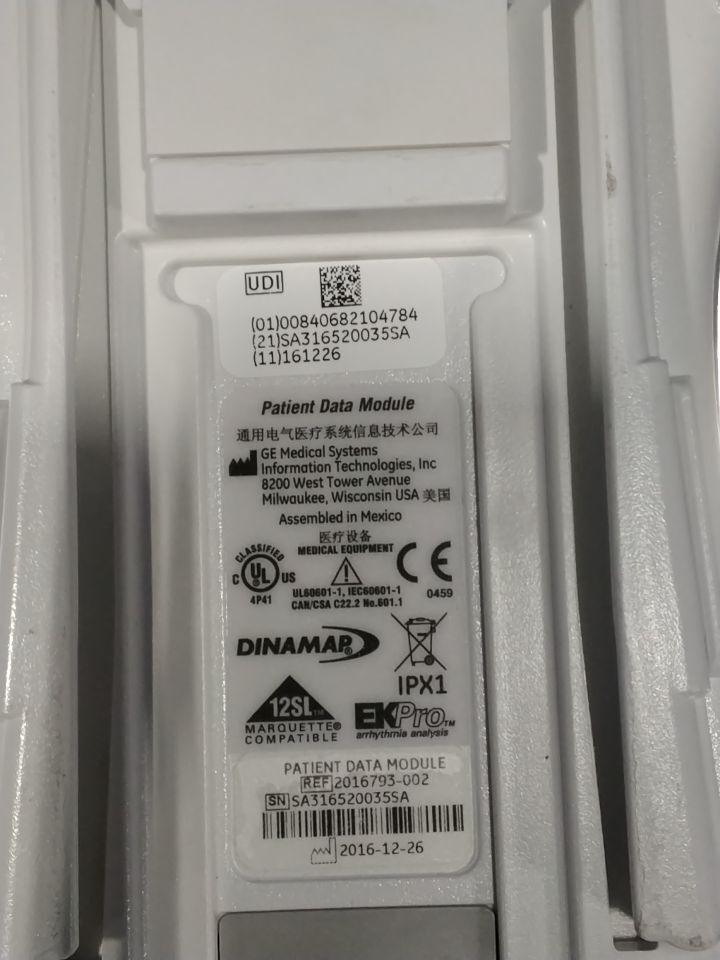 UDI
(01)00840682104784
(21)SA316520035SA
(11)161226
Patient Data Module
通用电气医疗系统信息技术公司
GE Medical Systems
Information Technologies, Inc
8200 West Tower Avenue
Milwaukee, Wisconsin USA 美国
Assembled in Mexico
医疗设备
MEDICAL EQUIPMENT
CLASSIFIED
C UL US
4P41
UL60601-1, IEC60601-1
CAN/CSA C22.2 No.601.1
CE
0459
DINAMAP®
IPX1
12SL™
MARQUETTE®
COMPATIBLE
EK-Pro™
arrhythmia analysis
PATIENT DATA MODULE
REF 2016793-002
SN SA316520035SA
2016-12-26